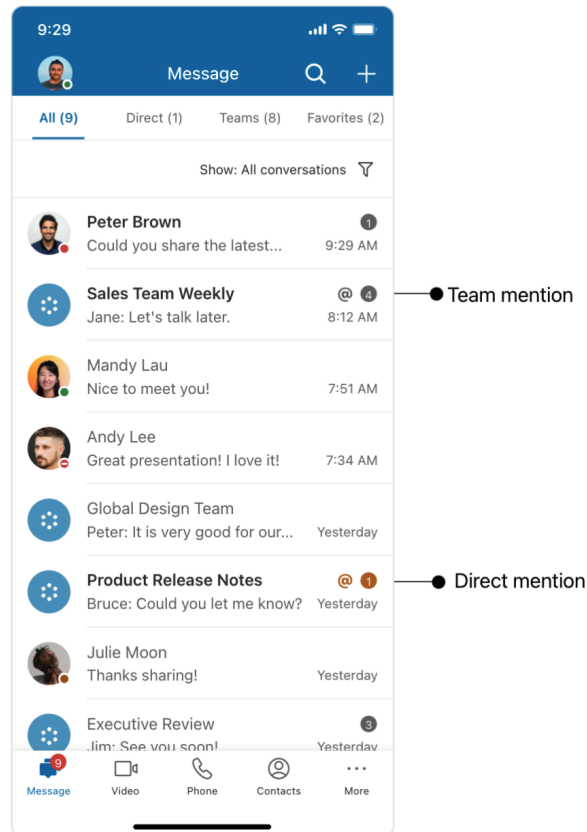 9:29
Message
All (9) Direct (1) Teams (8) Favorites (2)
Show: All conversations
Peter Brown 1
Could you share the latest... 9:29 AM
Sales Team Weekly @ 4
Team mention
Jane: Let's talk later. 8:12 AM
Mandy Lau
Nice to meet you! 7:51 AM
Andy Lee
Great presentation! I love it! 7:34 AM
Global Design Team
Peter: It is very good for our... Yesterday
Product Release Notes @ 1
Direct mention
Bruce: Could you let me know? Yesterday
Julie Moon
Thanks sharing! Yesterday
Executive Review 3
Jim: See you soon! Yesterday
9
Message Video Phone Contacts More